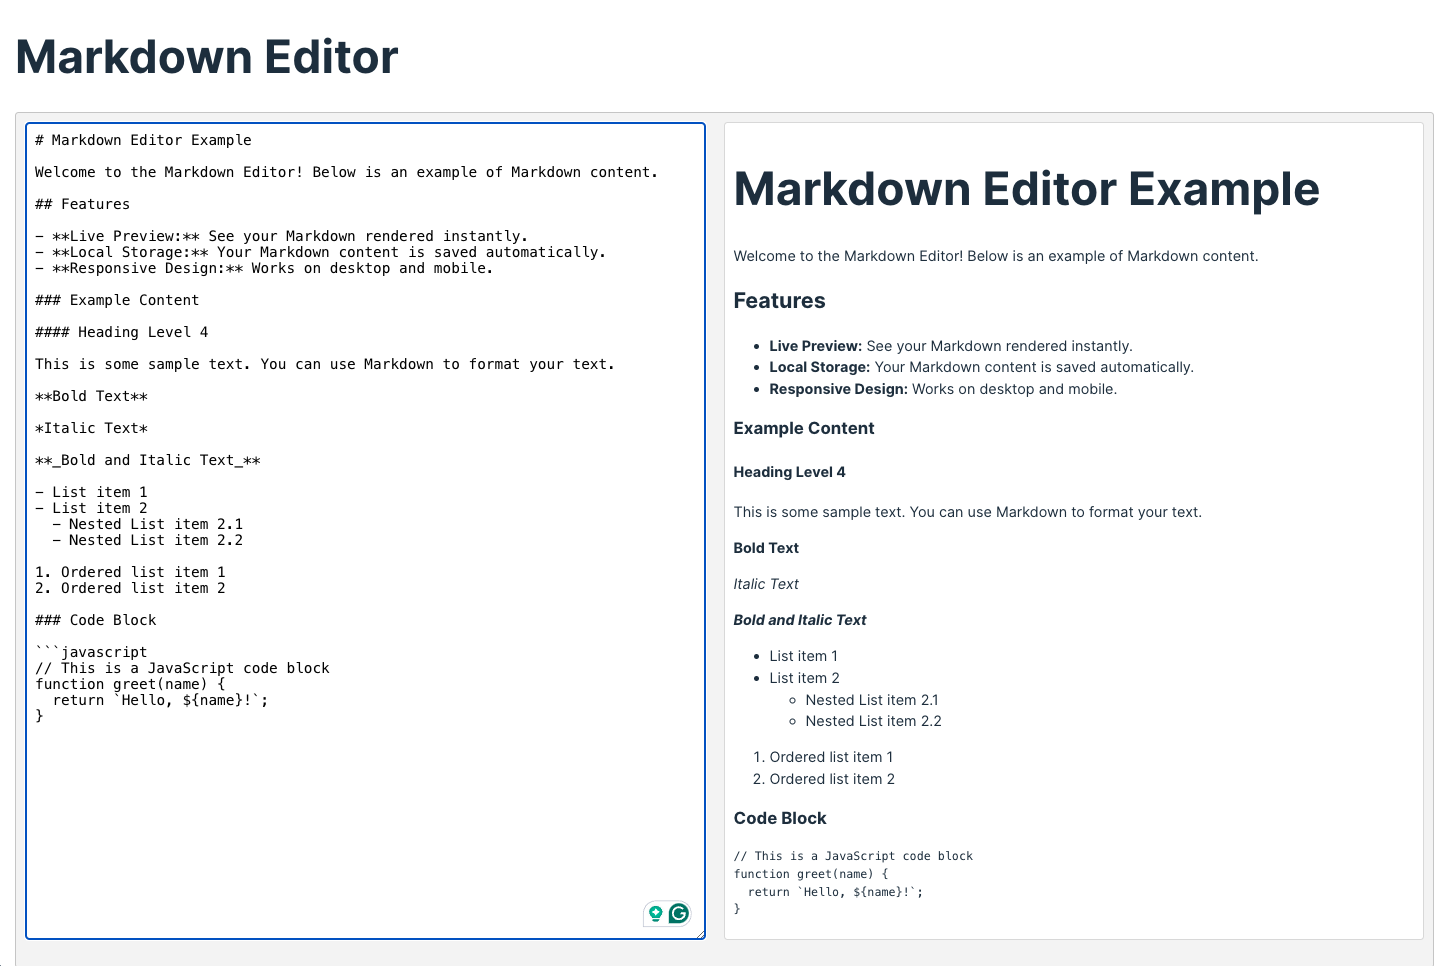 Markdown Editor
# Markdown Editor Example
Welcome to the Markdown Editor! Below is an example of Markdown content.
## Features
- **Live Preview:** See your Markdown rendered instantly.
- **Local Storage:** Your Markdown content is saved automatically.
- **Responsive Design:** Works on desktop and mobile.
### Example Content
#### Heading Level 4
This is some sample text. You can use Markdown to format your text.
**Bold Text**
*Italic Text*
**_Bold and Italic Text_**
- List item 1
- List item 2
  - Nested List item 2.1
  - Nested List item 2.2
1. Ordered list item 1
2. Ordered list item 2
### Code Block
```javascript
// This is a JavaScript code block
function greet(name) {
  return `Hello, ${name}!`;
}
Markdown Editor Example
Welcome to the Markdown Editor! Below is an example of Markdown content.
Features
• Live Preview: See your Markdown rendered instantly.
• Local Storage: Your Markdown content is saved automatically.
• Responsive Design: Works on desktop and mobile.
Example Content
Heading Level 4
This is some sample text. You can use Markdown to format your text.
Bold Text
Italic Text
Bold and Italic Text
• List item 1
• List item 2
◦ Nested List item 2.1
◦ Nested List item 2.2
1. Ordered list item 1
2. Ordered list item 2
Code Block
// This is a JavaScript code block
function greet(name) {
  return `Hello, ${name}!`;
}